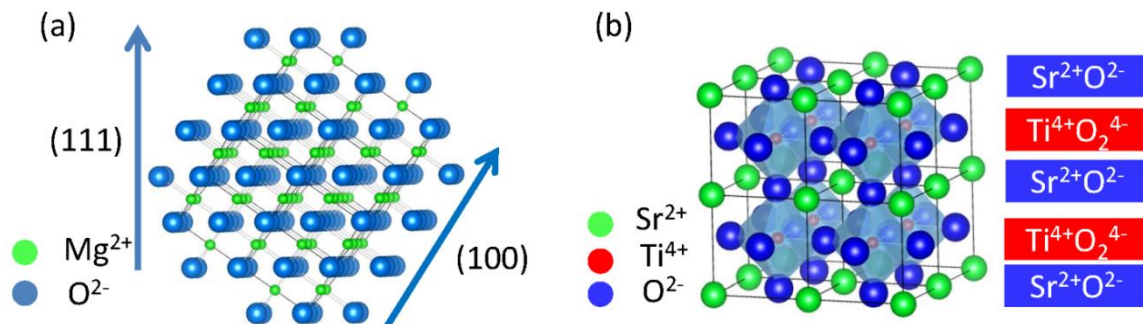 (a)
(111)
(100)
Mg²⁺
O²⁻
(b)
Sr²⁺
Ti⁴⁺
O²⁻
Sr²⁺O²⁻
Ti⁴⁺O₂⁴⁻
Sr²⁺O²⁻
Ti⁴⁺O₂⁴⁻
Sr²⁺O²⁻